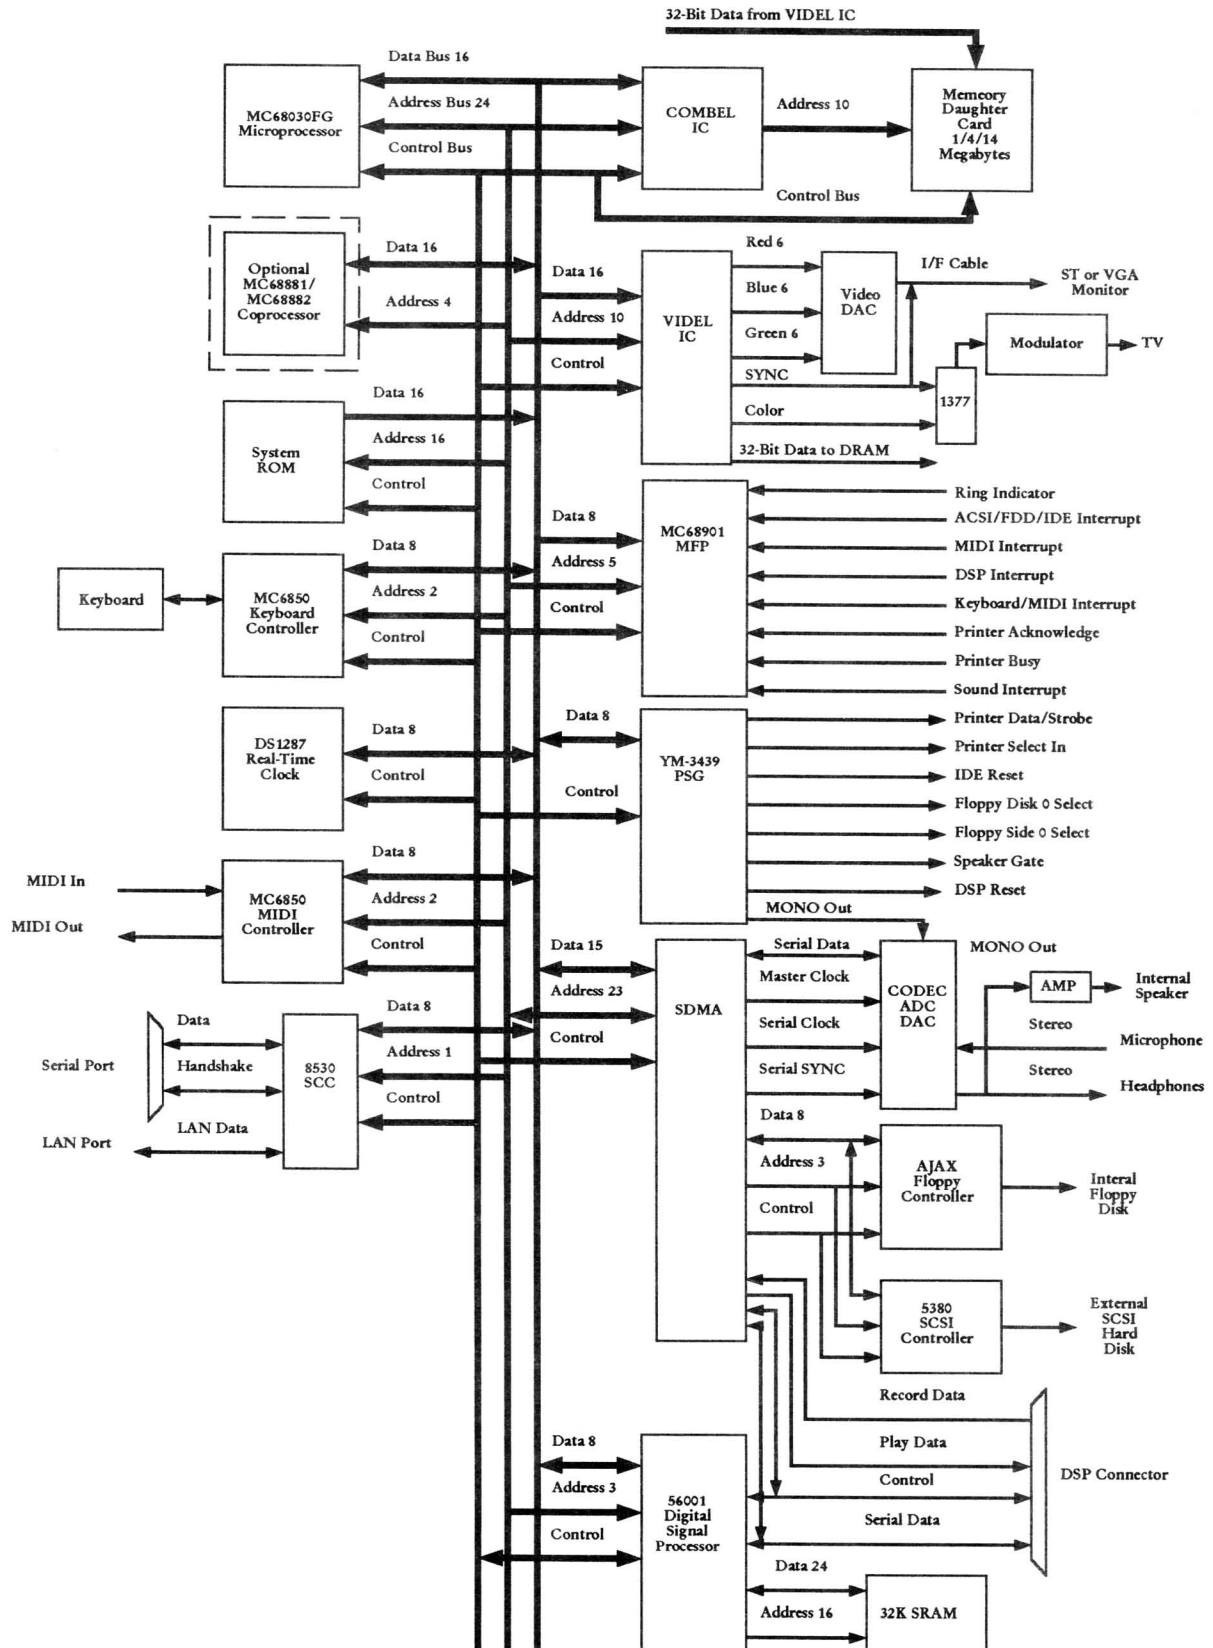 32-Bit Data from VIDEL IC
Data Bus 16
MC68030FG
Microprocessor
Address Bus 24
Control Bus
COMBEL
IC
Address 10
Memeory
Daughter
Card
1/4/14
Megabytes
Control Bus
Optional
MC68881/
MC68882
Coprocessor
Data 16
Address 4
Data 16
Address 10
Control
VIDEL
IC
Red 6
Blue 6
Green 6
SYNC
Color
32-Bit Data to DRAM
Video
DAC
I/F Cable
ST or VGA
Monitor
Modulator
TV
1377
System
ROM
Data 16
Address 16
Control
Data 8
Address 5
Control
MC68901
MFP
Ring Indicator
ACSI/FDD/IDE Interrupt
MIDI Interrupt
DSP Interrupt
Keyboard/MIDI Interrupt
Printer Acknowledge
Printer Busy
Sound Interrupt
Keyboard
MC6850
Keyboard
Controller
Data 8
Address 2
Control
DS1287
Real-Time
Clock
Data 8
Control
Data 8
Control
YM-3439
PSG
Printer Data/Strobe
Printer Select In
IDE Reset
Floppy Disk 0 Select
Floppy Side 0 Select
Speaker Gate
DSP Reset
MONO Out
MIDI In
MIDI Out
MC6850
MIDI
Controller
Data 8
Address 2
Control
Data 15
Address 23
Control
SDMA
Serial Data
Master Clock
Serial Clock
Serial SYNC
CODEC
ADC
DAC
MONO Out
AMP
Internal
Speaker
Stereo
Microphone
Stereo
Headphones
Serial Port
Data
Handshake
LAN Port
LAN Data
8530
SCC
Data 8
Address 1
Control
Data 8
Address 3
Control
AJAX
Floppy
Controller
Interal
Floppy
Disk
5380
SCSI
Controller
External
SCSI
Hard
Disk
Record Data
Play Data
Control
Serial Data
DSP Connector
Data 8
Address 3
Control
56001
Digital
Signal
Processor
Data 24
Address 16
32K SRAM